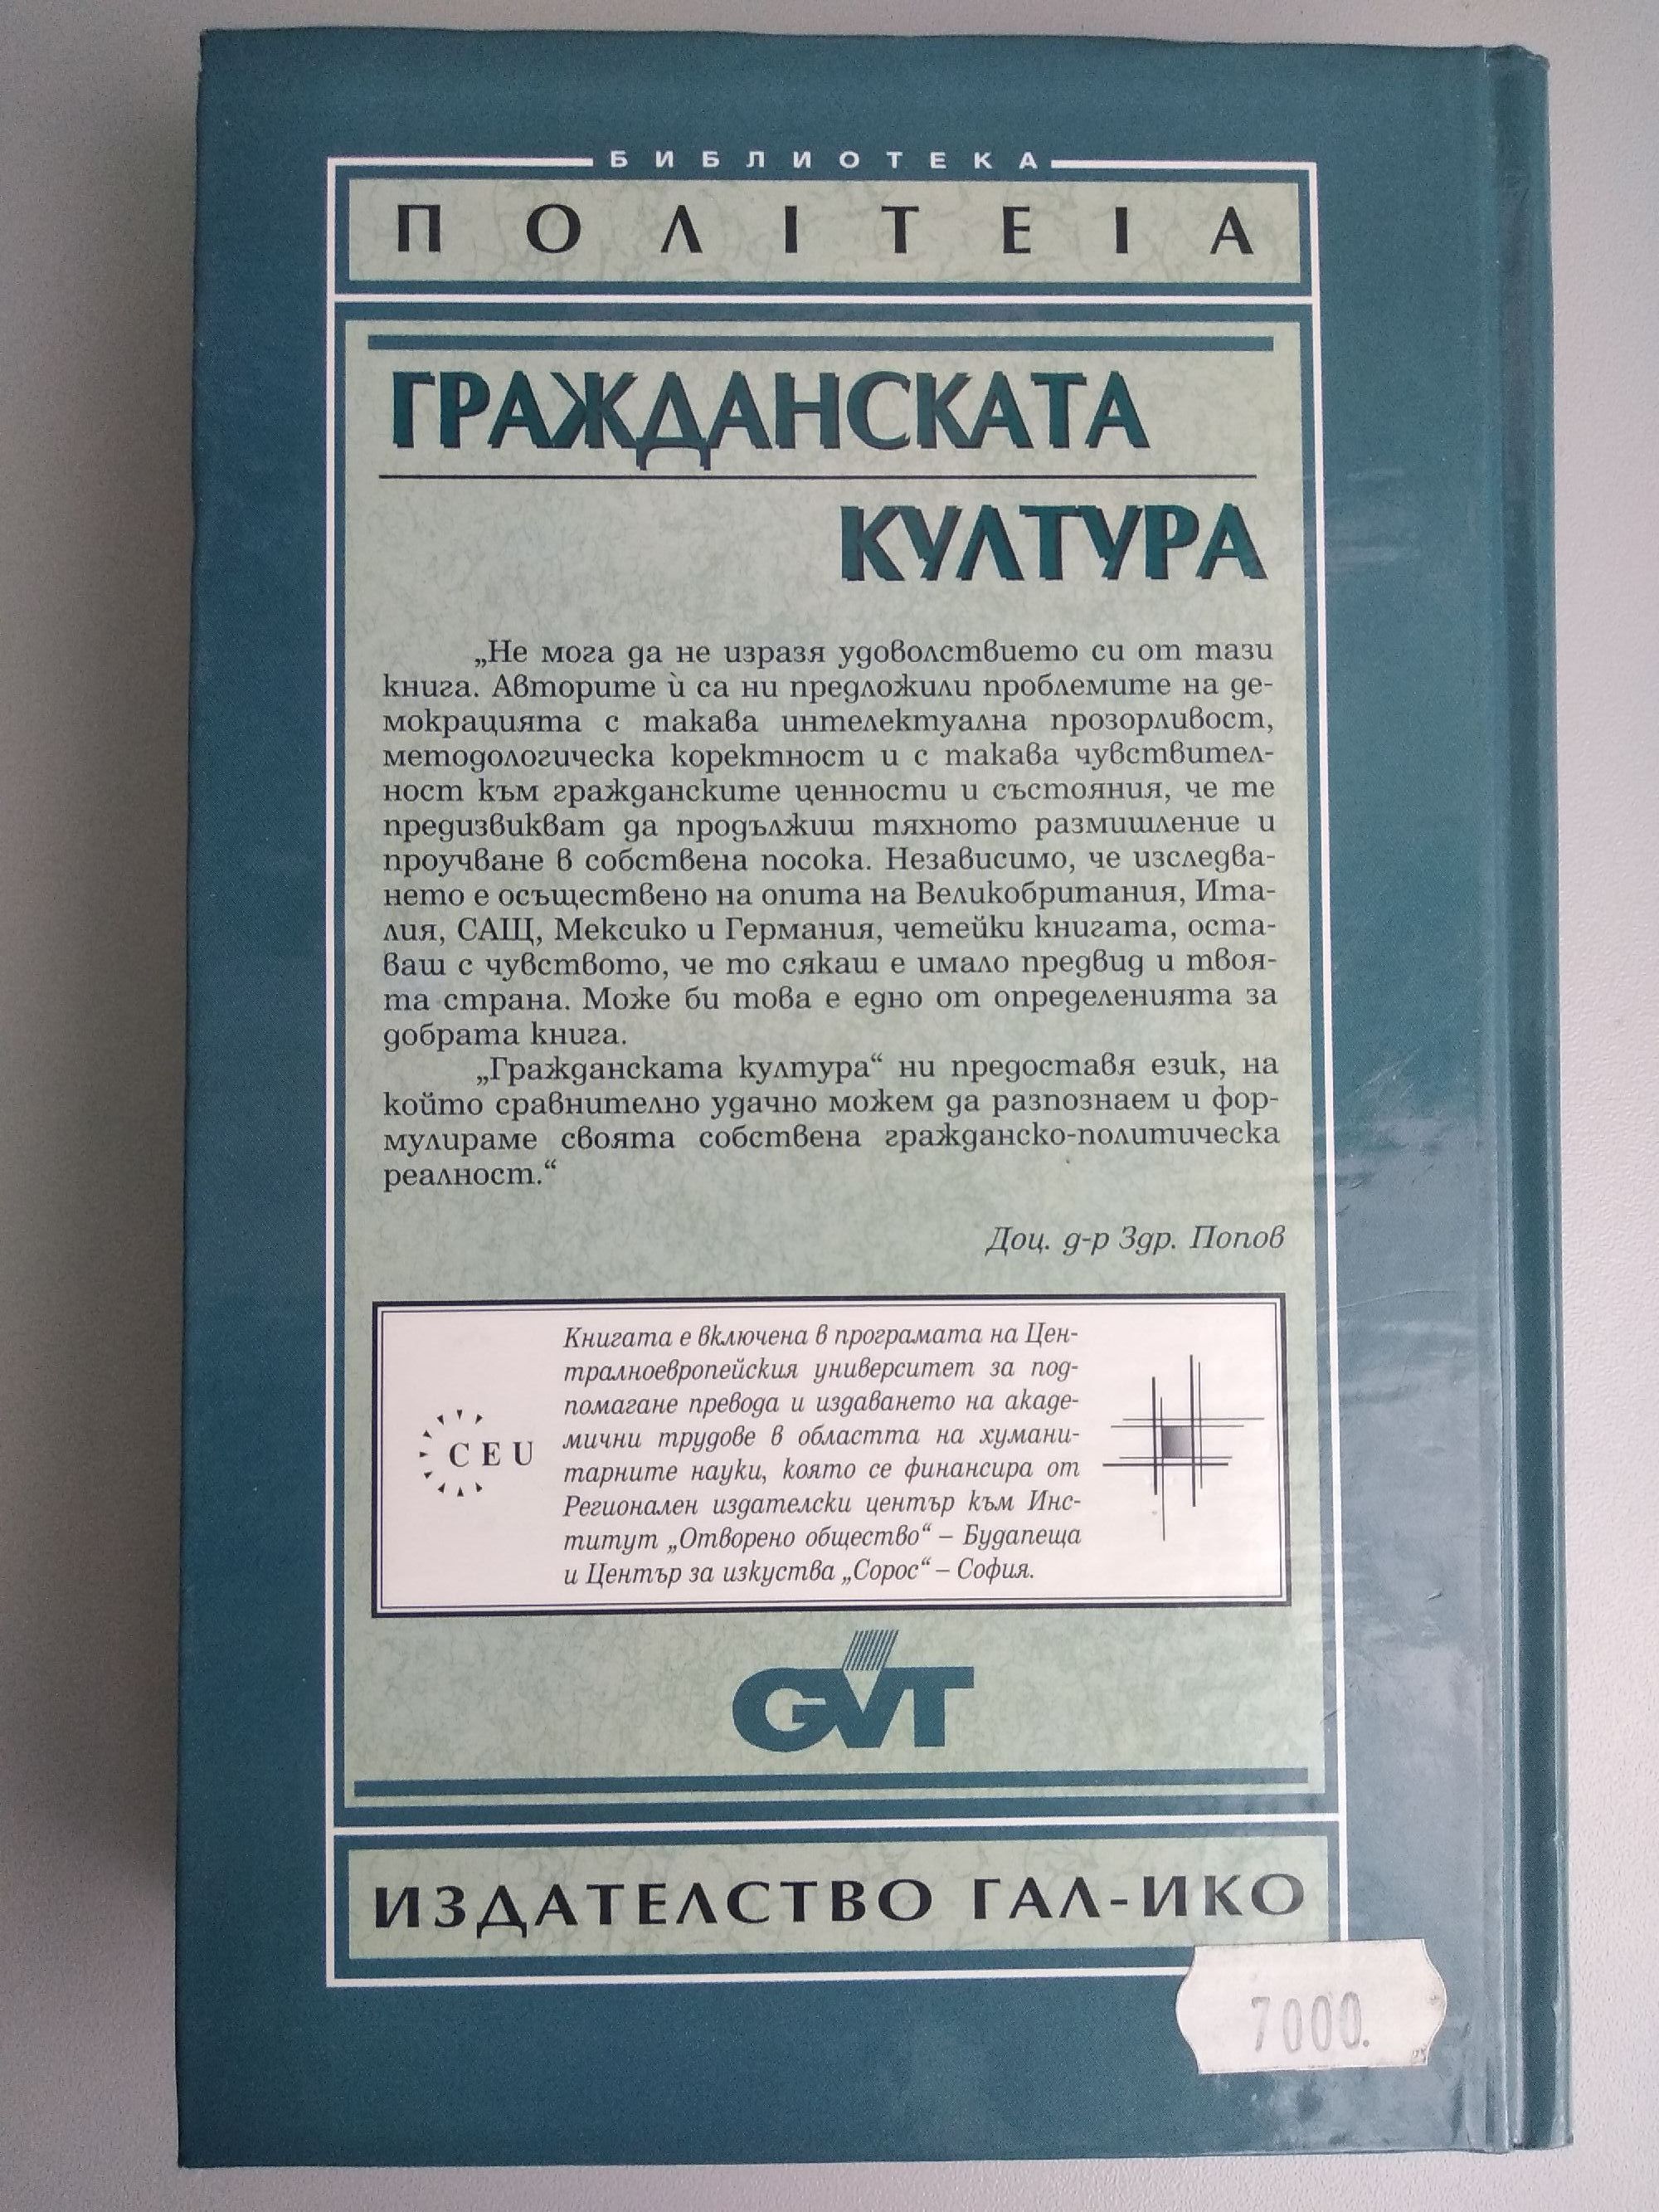 БИБЛИОТЕКА
ПОЛІТЕІА
ГРАЖДАНСКАТА
КУЛТУРА
„Не мога да не изразя удоволствието си от тази
книга. Авторите ѝ са ни предложили проблемите на де-
мокрацията с такава интелектуална прозорливост,
методологическа коректност и с такава чувствител-
ност към гражданските ценности и състояния, че те
предизвикват да продължиш тяхното размишление и
проучване в собствена посока. Независимо, че изследва-
нето е осъществено на опита на Великобритания, Ита-
лия, САЩ, Мексико и Германия, четейки книгата, оста-
ваш с чувството, че то сякаш е имало предвид и твоя-
та страна. Може би това е едно от определенията за
добрата книга.
„Гражданската култура“ ни предоставя език, на
който сравнително удачно можем да разпознаем и фор-
мулираме своята собствена гражданско-политическа
реалност.“
Доц. д-р Здр. Попов
Книгата е включена в програмата на Цен-
тралноевропейския университет за под-
помагане превода и издаването на акаде-
мични трудове в областта на хумани-
тарните науки, която се финансира от
Регионален издателски център към Инс-
титут „Отворено общество“ – Будапеща
и Център за изкуства „Сорос“ – София.
CEU
GVT
ИЗДАТЕЛСТВО ГАЛ-ИКО
7000.